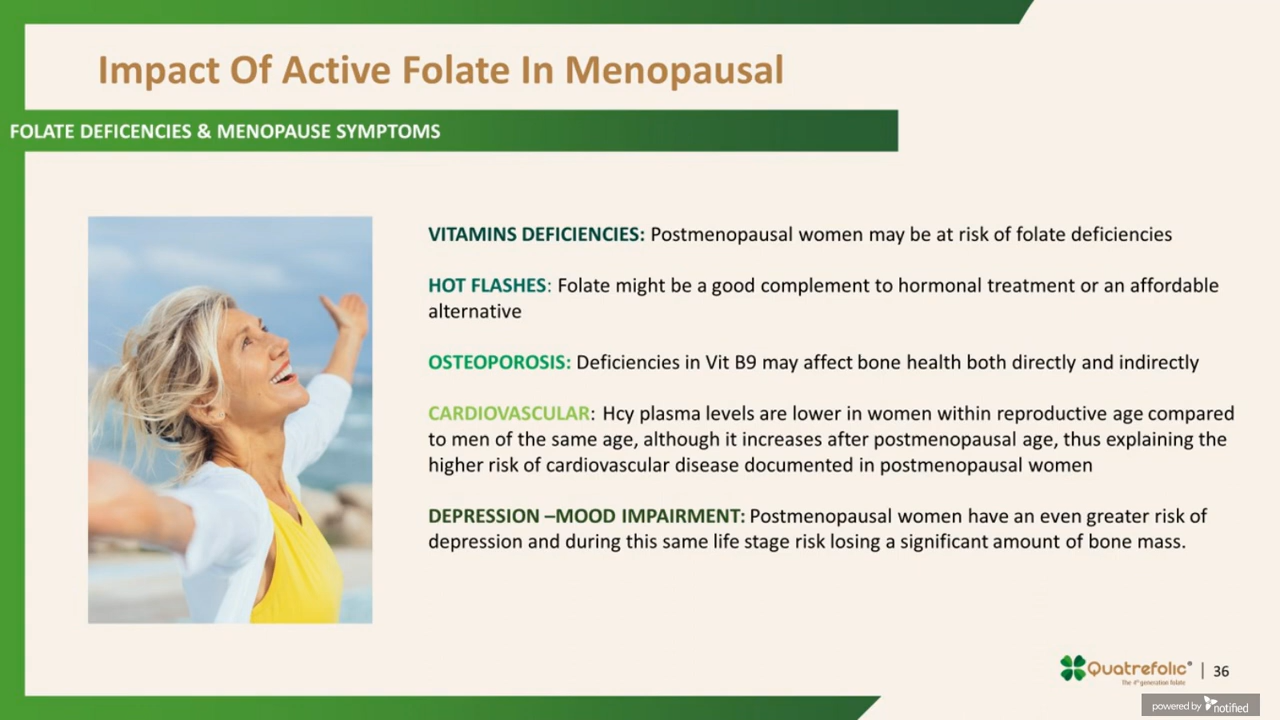 Impact Of Active Folate In Menopausal
FOLATE DEFICENCIES & MENOPAUSE SYMPTOMS
VITAMINS DEFICIENCIES: Postmenopausal women may be at risk of folate deficiencies
HOT FLASHES: Folate might be a good complement to hormonal treatment or an affordable
alternative
OSTEOPOROSIS: Deficiencies in Vit B9 may affect bone health both directly and indirectly
CARDIOVASCULAR: Hcy plasma levels are lower in women within reproductive age compared
to men of the same age, although it increases after postmenopausal age, thus explaining the
higher risk of cardiovascular disease documented in postmenopausal women
DEPRESSION –MOOD IMPAIRMENT: Postmenopausal women have an even greater risk of
depression and during this same life stage risk losing a significant amount of bone mass.
Quatrefolic® | 36
The 4th generation folate
powered by notified